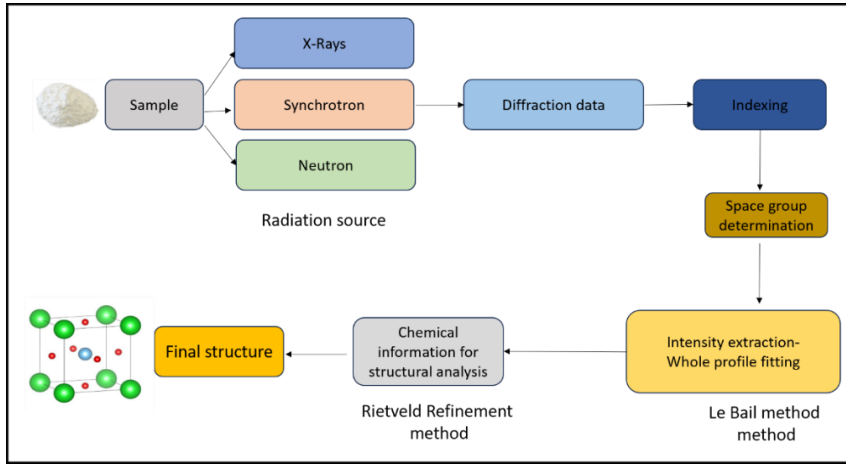 X-Rays
Sample
Synchrotron
Diffraction data
Indexing
Neutron
Radiation source
Space group
determination
Intensity extraction-
Whole profile fitting
Le Bail method
method
Chemical
information for
structural analysis
Rietveld Refinement
method
Final structure